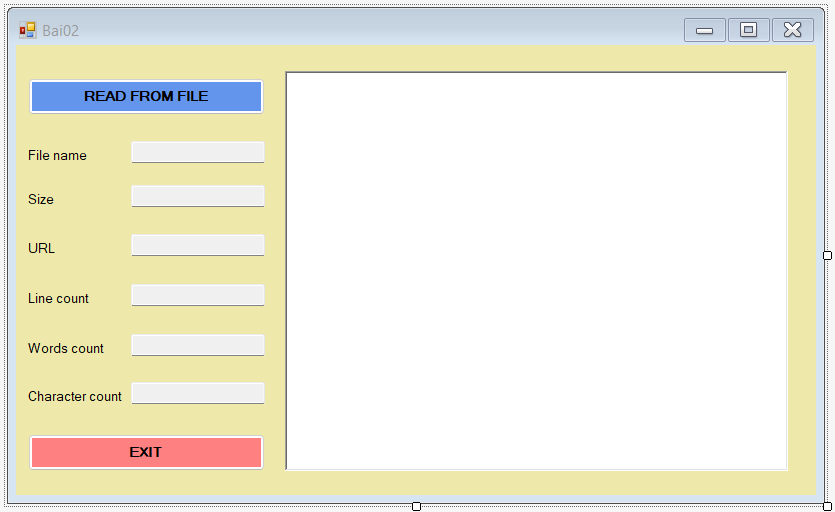 Bai02
READ FROM FILE
File name
Size
URL
Line count
Words count
Character count
EXIT